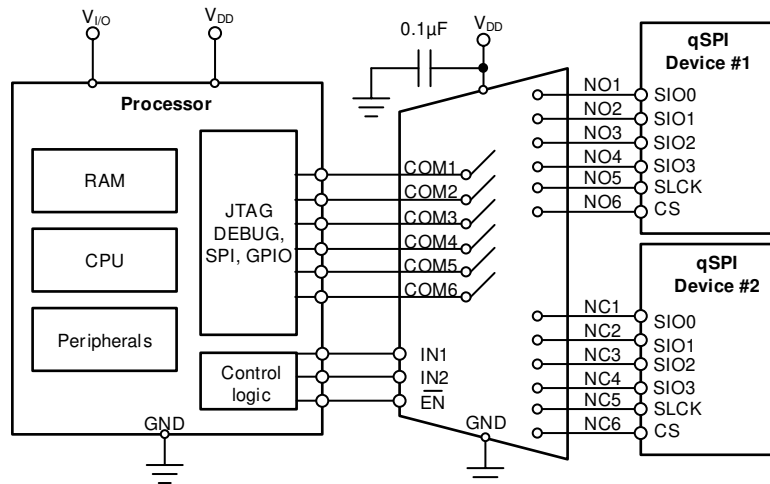 V_I/O
V_DD
Processor
RAM
CPU
Peripherals
JTAG
DEBUG,
SPI, GPIO
Control
logic
GND
0.1µF
V_DD
COM1
COM2
COM3
COM4
COM5
COM6
IN1
IN2
EN
GND
NO1
NO2
NO3
NO4
NO5
NO6
qSPI
Device #1
SIO0
SIO1
SIO2
SIO3
SLCK
CS
NC1
NC2
NC3
NC4
NC5
NC6
qSPI
Device #2
SIO0
SIO1
SIO2
SIO3
SLCK
CS